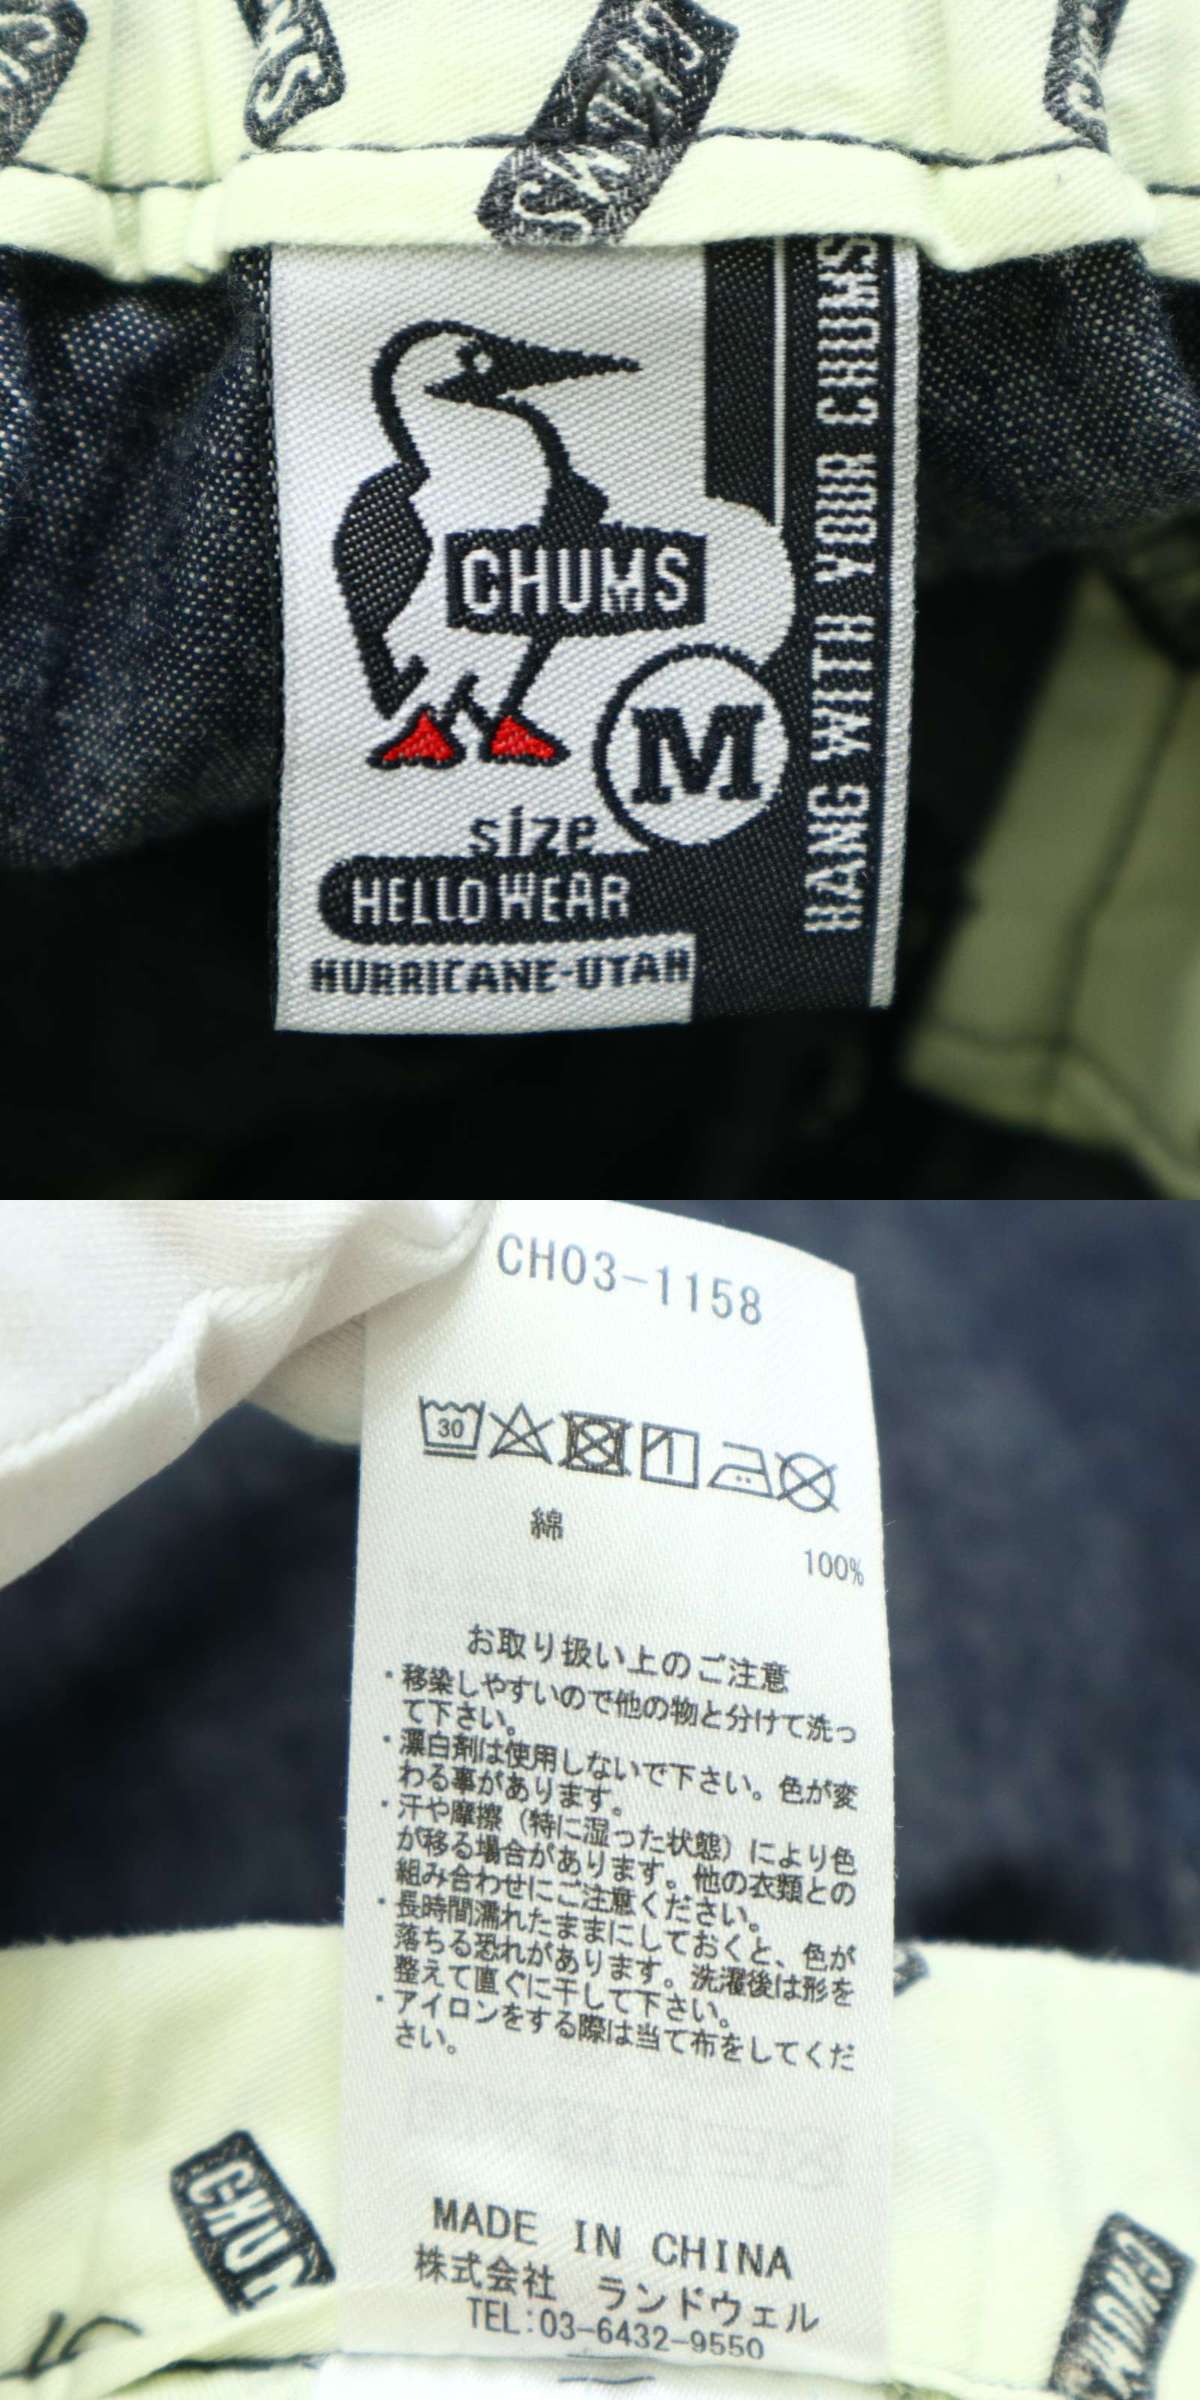 CHUMS
CHUMS
M
size
HELLO WEAR
HURRICANE-UTAH
HANG WITH YOUR CHUMS
CH03-1158
30
綿
100%
お取り扱い上のご注意
・移染しやすいので他の物と分けて洗っ
て下さい。
・漂白剤は使用しないで下さい。色が変
わる事があります。
・汗や摩擦（特に湿った状態）により色
が移る場合があります。他の衣類との
組み合わせにご注意ください。
・長時間濡れたままにしておくと、色が
落ちる恐れがあります。洗濯後は形を
整えて直ぐに干して下さい。
・アイロンをする際は当て布をしてくだ
さい。
MADE IN CHINA
株式会社 ランドウェル
TEL:03-6432-9550